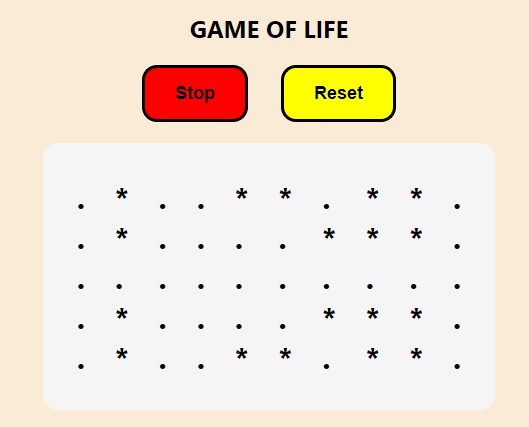 GAME OF LIFE
Stop Reset
. * . . * * . * * .
. * . . . . * * * .
. . . . . . . . . .
. * . . . . * * * .
. * . . * * . * * .